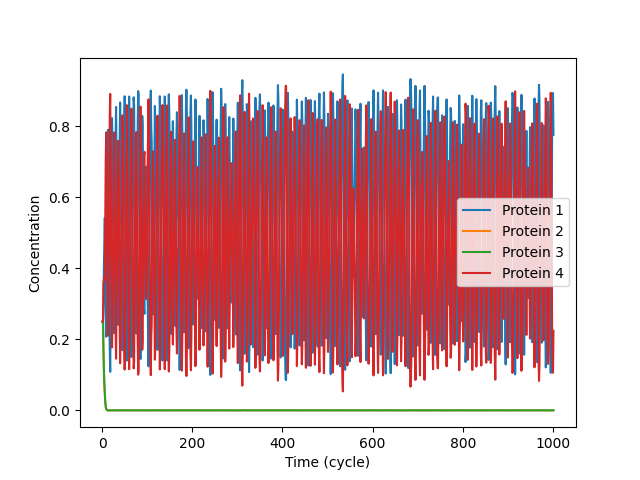 0.8
0.6
0.4
0.2
0.0
Concentration
Protein 1
Protein 2
Protein 3
Protein 4
0 200 400 600 800 1000
Time (cycle)